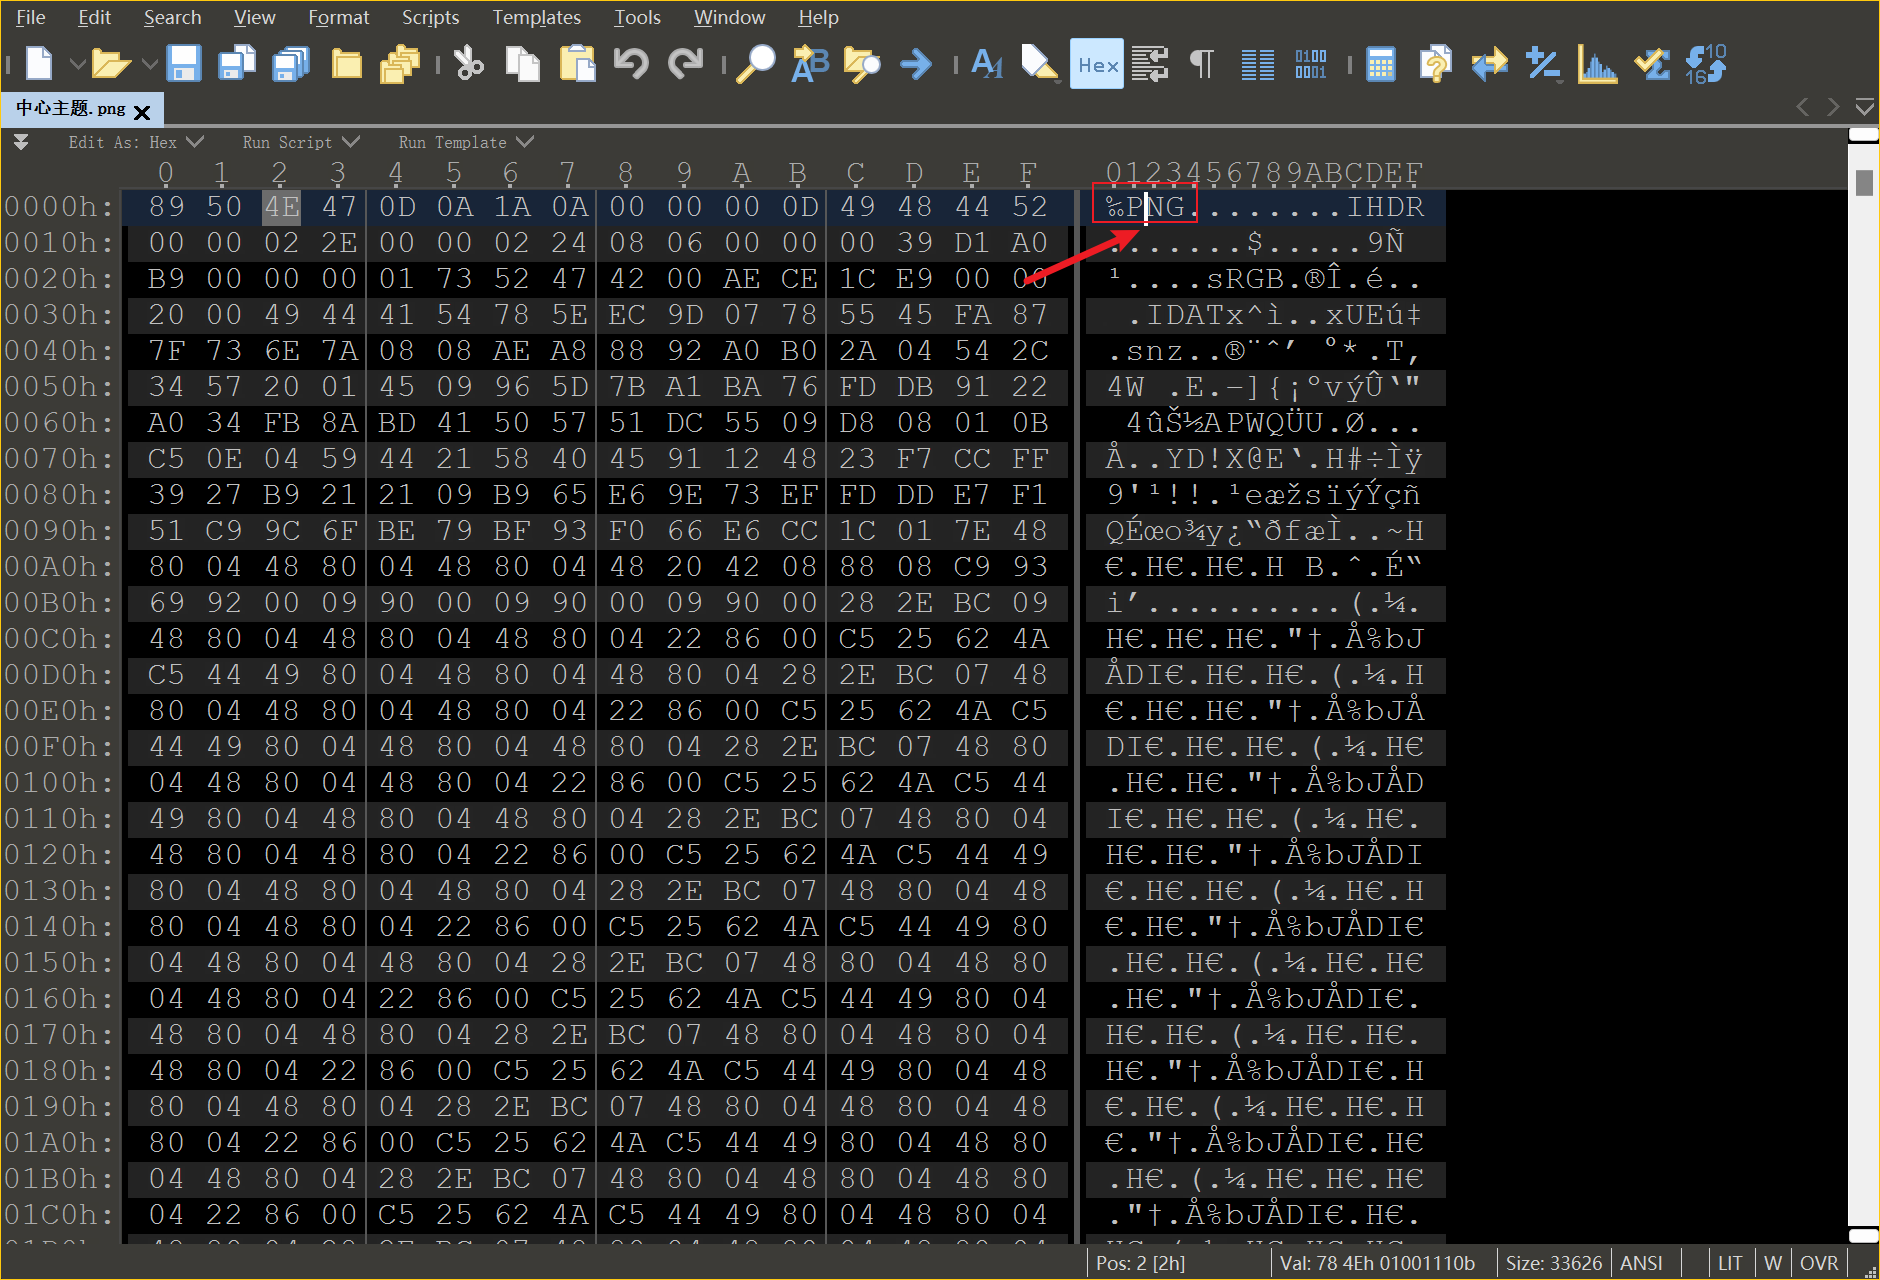 File Edit Search View Format Scripts Templates Tools Window Help
Hex
中心主题.png
Edit As: Hex Run Script Run Template
0 1 2 3 4 5 6 7 8 9 A B C D E F 0123456789ABCDEF
0000h: 89 50 4E 47 0D 0A 1A 0A 00 00 00 0D 49 48 44 52 ‰PNG........IHDR
0010h: 00 00 02 2E 00 00 02 24 08 06 00 00 00 39 D1 A0 .......$.....9Ñ
0020h: B9 00 00 00 01 73 52 47 42 00 AE CE 1C E9 00 00 ¹....sRGB.®Î.é..
0030h: 20 00 49 44 41 54 78 5E EC 9D 07 78 55 45 FA 87 .IDATx^ì..xUEú‡
0040h: 7F 73 6E 7A 08 08 AE A8 88 92 A0 B0 2A 04 54 2C .snz..®¨ˆ’ °*.T,
0050h: 34 57 20 01 45 09 96 5D 7B A1 BA 76 FD DB 91 22 4W .E.–]{¡ºvýÛ‘"
0060h: A0 34 FB 8A BD 41 50 57 51 DC 55 09 D8 08 01 0B 4ûŠ½APWQÜU.Ø...
0070h: C5 0E 04 59 44 21 58 40 45 91 12 48 23 F7 CC FF Å..YD!X@E‘.H#÷Ìÿ
0080h: 39 27 B9 21 21 09 B9 65 E6 9E 73 EF FD DD E7 F1 9'¹!!.¹eæžsïýÝçñ
0090h: 51 C9 9C 6F BE 79 BF 93 F0 66 E6 CC 1C 01 7E 48 QÉœo¾y¿“ðfæÌ..~H
00A0h: 80 04 48 80 04 48 80 04 48 20 42 08 88 08 C9 93 €.H€.H€.H B.ˆ.É“
00B0h: 69 92 00 09 90 00 09 90 00 09 90 00 28 2E BC 09 i’..........(.¼.
00C0h: 48 80 04 48 80 04 48 80 04 22 86 00 C5 25 62 4A H€.H€.H€."†.Å%bJ
00D0h: C5 44 49 80 04 48 80 04 48 80 04 28 2E BC 07 48 ÅDI€.H€.H€.(.¼.H
00E0h: 80 04 48 80 04 48 80 04 22 86 00 C5 25 62 4A C5 €.H€.H€."†.Å%bJÅ
00F0h: 44 49 80 04 48 80 04 48 80 04 28 2E BC 07 48 80 DI€.H€.H€.(.¼.H€
0100h: 04 48 80 04 48 80 04 22 86 00 C5 25 62 4A C5 44 .H€.H€."†.Å%bJÅD
0110h: 49 80 04 48 80 04 48 80 04 28 2E BC 07 48 80 04 I€.H€.H€.(.¼.H€.
0120h: 48 80 04 48 80 04 22 86 00 C5 25 62 4A C5 44 49 H€.H€."†.Å%bJÅDI
0130h: 80 04 48 80 04 48 80 04 28 2E BC 07 48 80 04 48 €.H€.H€.(.¼.H€.H
0140h: 80 04 48 80 04 22 86 00 C5 25 62 4A C5 44 49 80 €.H€."†.Å%bJÅDI€
0150h: 04 48 80 04 48 80 04 28 2E BC 07 48 80 04 48 80 .H€.H€.(.¼.H€.H€
0160h: 04 48 80 04 22 86 00 C5 25 62 4A C5 44 49 80 04 .H€."†.Å%bJÅDI€.
0170h: 48 80 04 48 80 04 28 2E BC 07 48 80 04 48 80 04 H€.H€.(.¼.H€.H€.
0180h: 48 80 04 22 86 00 C5 25 62 4A C5 44 49 80 04 48 H€."†.Å%bJÅDI€.H
0190h: 80 04 48 80 04 28 2E BC 07 48 80 04 48 80 04 48 €.H€.(.¼.H€.H€.H
01A0h: 80 04 22 86 00 C5 25 62 4A C5 44 49 80 04 48 80 €."†.Å%bJÅDI€.H€
01B0h: 04 48 80 04 28 2E BC 07 48 80 04 48 80 04 48 80 .H€.(.¼.H€.H€.H€
01C0h: 04 22 86 00 C5 25 62 4A C5 44 49 80 04 48 80 04 ."†.Å%bJÅDI€.H€.
Pos: 2 [2h] Val: 78 4Eh 01001110b Size: 33626 ANSI LIT W OVR